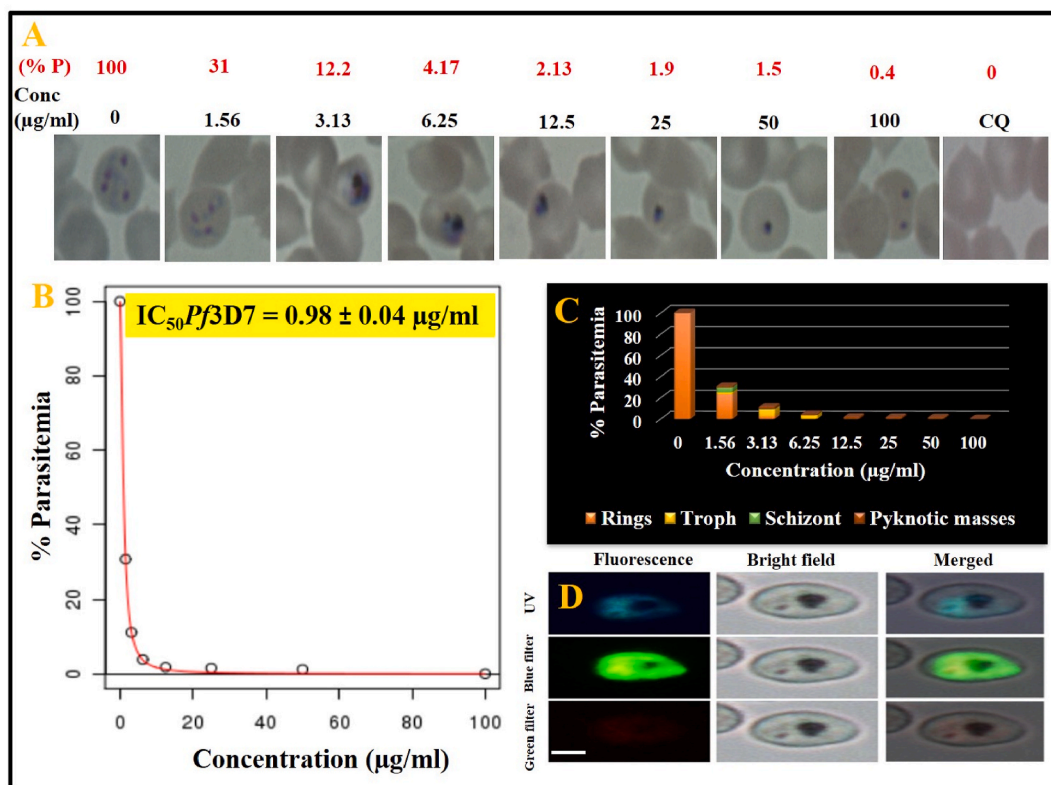 A
(% P) 100 31 12.2 4.17 2.13 1.9 1.5 0.4 0
Conc
(μg/ml) 0 1.56 3.13 6.25 12.5 25 50 100 CQ
B
IC50Pf3D7 = 0.98 ± 0.04 μg/ml
% Parasitemia
100
80
60
40
20
0
0 20 40 60 80 100
Concentration (μg/ml)
C
% Parasitemia
100
80
60
40
20
0
0 1.56 3.13 6.25 12.5 25 50 100
Concentration (μg/ml)
Rings Troph Schizont Pyknotic masses
Fluorescence Bright field Merged
D
UV
Blue filter
Green fliter